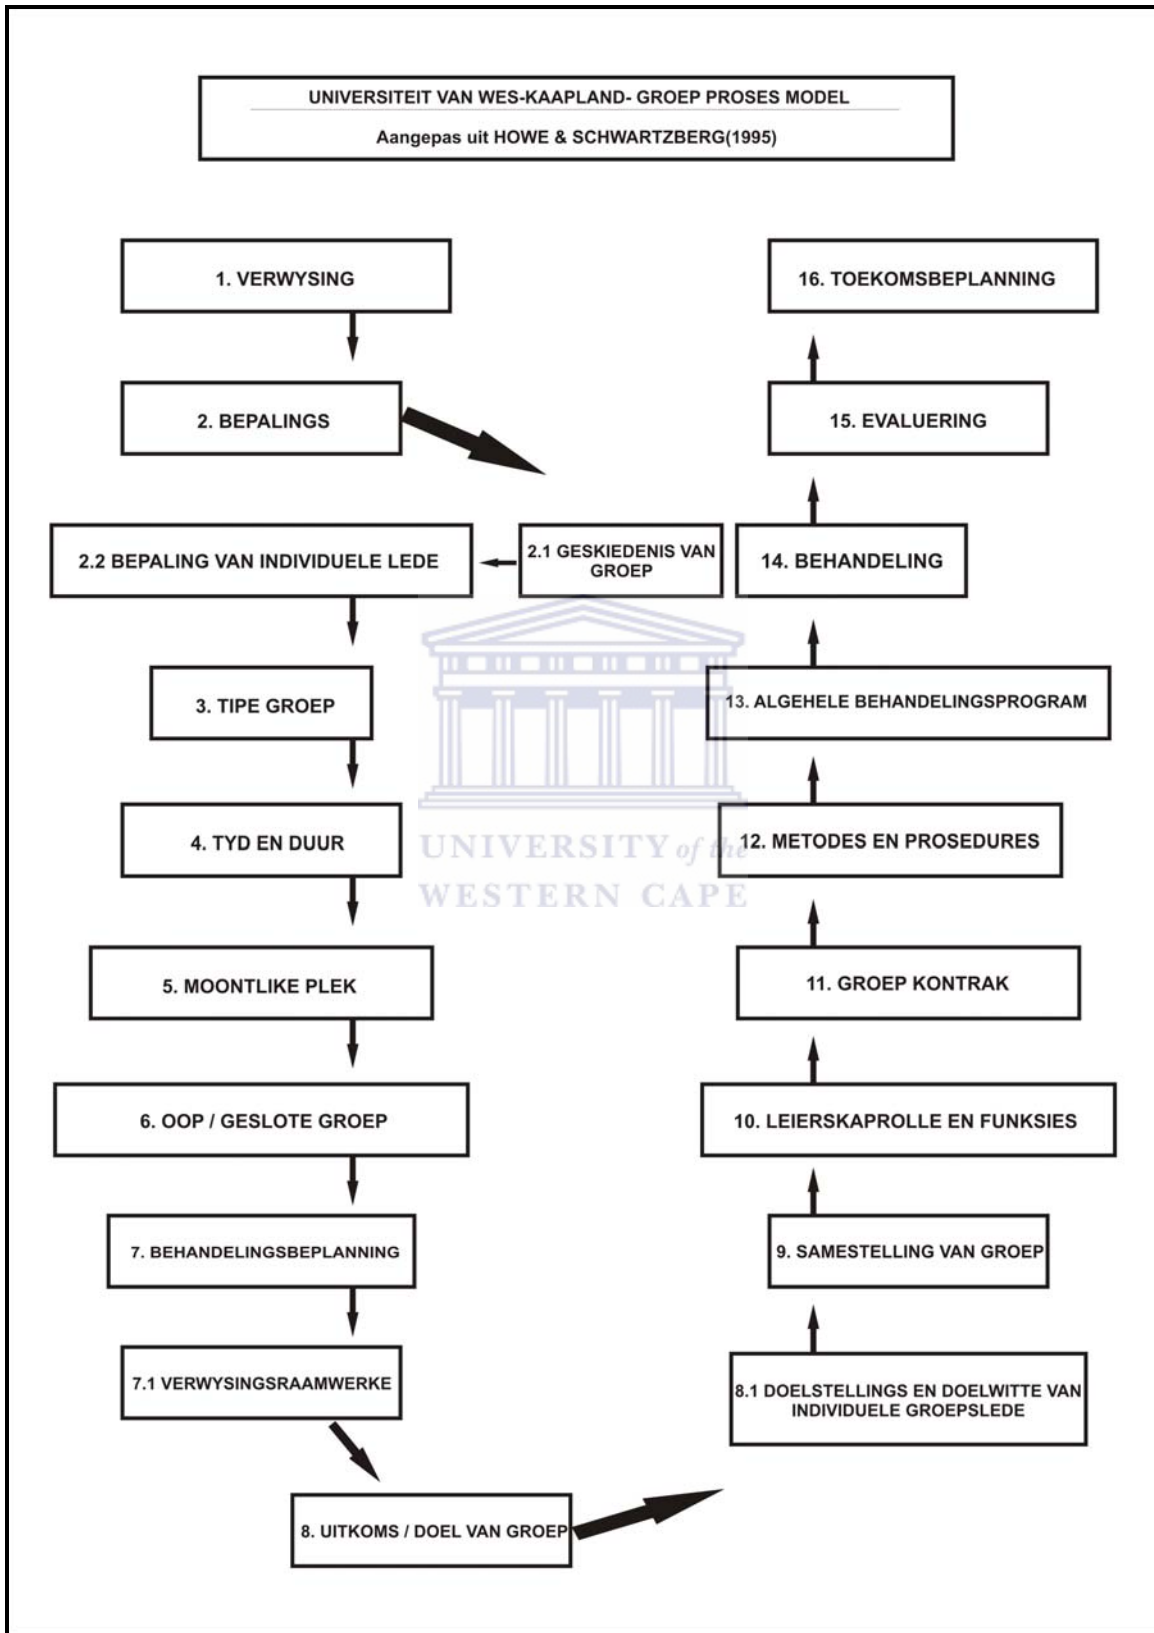 UNIVERSITEIT VAN WES-KAAPLAND- GROEP PROSES MODEL
Aangepas uit HOWE & SCHWARTZBERG(1995)
1. VERWYSING
2. BEPALINGS
2.1 GESKIEDENIS VAN
GROEP
2.2 BEPALING VAN INDIVIDUELE LEDE
3. TIPE GROEP
4. TYD EN DUUR
5. MOONTLIKE PLEK
6. OOP / GESLOTE GROEP
7. BEHANDELINGSBEPLANNING
7.1 VERWYSINGSRAAMWERKE
8. UITKOMS / DOEL VAN GROEP
8.1 DOELSTELLINGS EN DOELWITTE VAN
INDIVIDUELE GROEPSLEDE
9. SAMESTELLING VAN GROEP
10. LEIERSKAPROLLE EN FUNKSIES
11. GROEP KONTRAK
12. METODES EN PROSEDURES
13. ALGEHELE BEHANDELINGSPROGRAM
14. BEHANDELING
15. EVALUERING
16. TOEKOMSBEPLANNING
UNIVERSITY of the
WESTERN CAPE